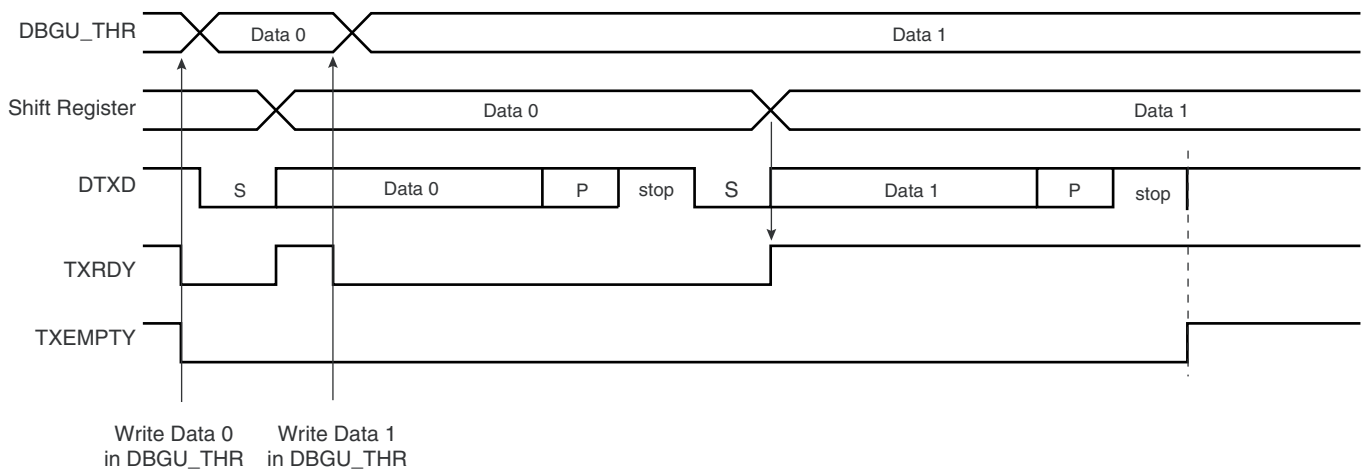 DBGU_THR
Data 0
Data 1
Shift Register
Data 0
Data 1
DTXD
S
Data 0
P
stop
S
Data 1
P
stop
TXRDY
TXEMPTY
Write Data 0
in DBGU_THR
Write Data 1
in DBGU_THR